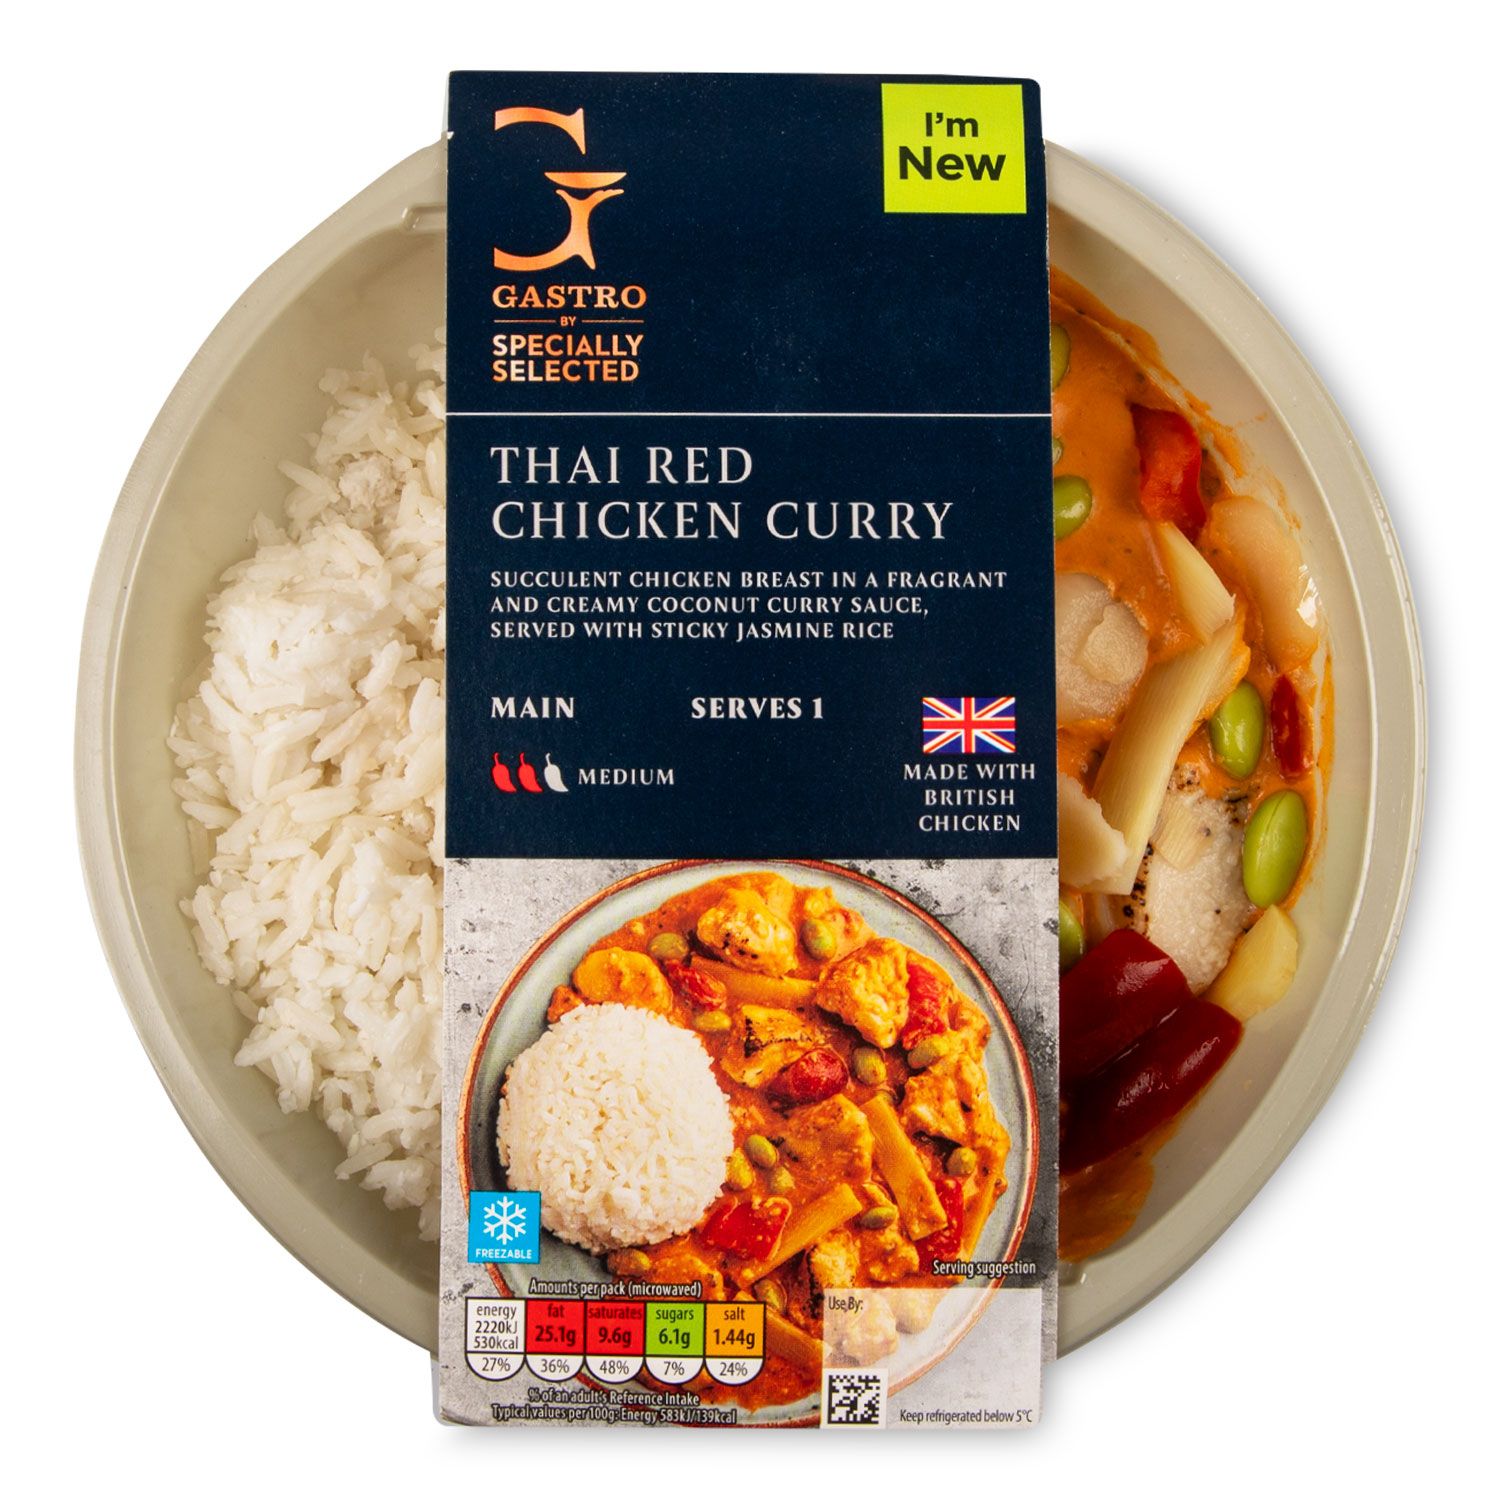 I'm
New
GASTRO
BY
SPECIALLY
SELECTED
THAI RED
CHICKEN CURRY
SUCCULENT CHICKEN BREAST IN A FRAGRANT
AND CREAMY COCONUT CURRY SAUCE,
SERVED WITH STICKY JASMINE RICE
MAIN SERVES 1
MEDIUM
MADE WITH
BRITISH
CHICKEN
FREEZABLE
Serving suggestion
Amounts per pack (microwaved)
energy fat saturates sugars salt
2220kJ 25.1g 9.6g 6.1g 1.44g
530kcal
27% 36% 48% 7% 24%
% of an adult's Reference Intake
Typical values per 100g: Energy 583kJ/139kcal
Use By:
Keep refrigerated below 5°C